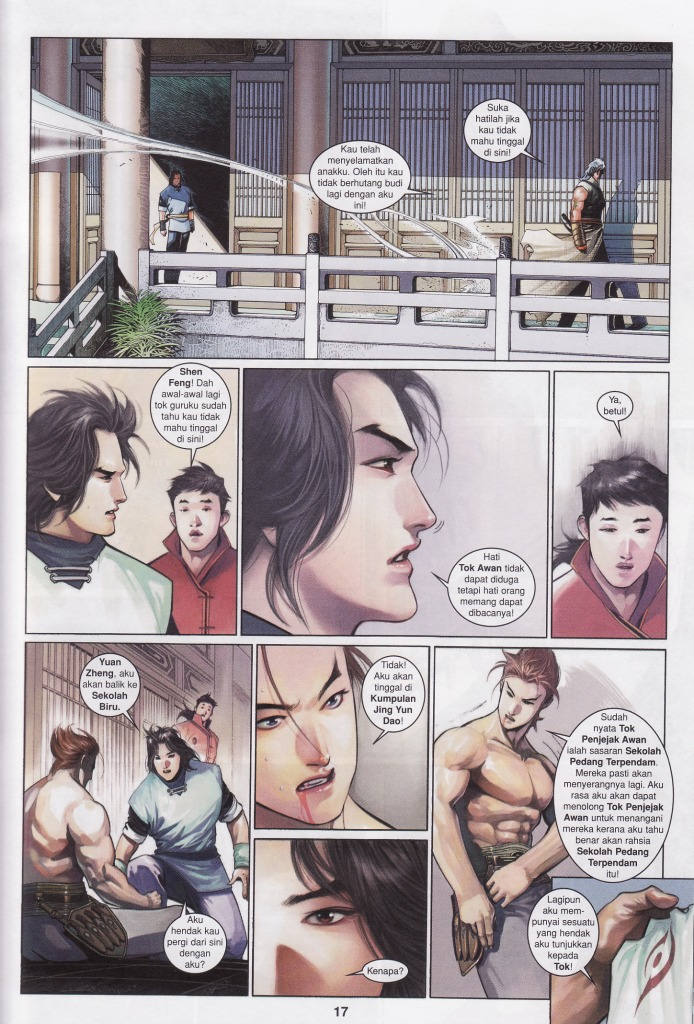 Kau telah
menyelamatkan
anakku. Oleh itu kau
tidak berhutang budi
lagi dengan aku
ini!
Suka
hatilah jika
kau tidak
mahu tinggal
di sini!
Shen
Feng! Dah
awal-awal lagi
tok guruku sudah
tahu kau tidak
mahu tinggal
di sini!
Hati
Tok Awan tidak
dapat diduga
tetapi hati orang
memang dapat
dibacanya!
Ya,
betul!
Yuan
Zheng, aku
akan balik ke
Sekolah
Biru.
Aku
hendak kau
pergi dari sini
dengan
aku?
Tidak!
Aku akan
tinggal di
Kumpulan
Jing Yun
Dao!
Kenapa?
Sudah
nyata Tok
Penjejak Awan
ialah sasaran Sekolah
Pedang Terpendam.
Mereka pasti akan
menyerangnya lagi. Aku
rasa aku akan dapat
menolong Tok Penjejak
Awan untuk menangani
mereka kerana aku tahu
benar akan rahsia
Sekolah Pedang
Terpendam
itu!
Lagipun
aku mem-
punyai sesuatu
yang hendak
aku tunjukkan
kepada
Tok!
17